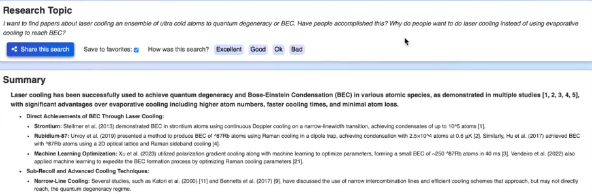 Research Topic
I want to find papers about laser cooling an ensemble of ultra cold atoms to quantum degeneracy or BEC. Have people accomplished this? Why do people want to do laser cooling instead of using evaporative
cooling to reach BEC?
Share this search Save to favorites: How was this search? Excellent Good Ok Bad
Summary
Laser cooling has been successfully used to achieve quantum degeneracy and Bose-Einstein Condensation (BEC) in various atomic species, as demonstrated in multiple studies [1, 2, 3, 4, 5],
with significant advantages over evaporative cooling including higher atom numbers, faster cooling times, and minimal atom loss.
• Direct Achievements of BEC Through Laser Cooling:
• Strontium: Stellmer et al. (2013) demonstrated BEC in strontium atoms using continuous Doppler cooling on a narrow-linewidth transition, achieving condensates of up to 10^5 atoms [1].
• Rubidium-87: Urvoy et al. (2019) presented a method to produce BEC of ^87Rb atoms using Raman cooling in a dipole trap, achieving condensation with 2.5×10^4 atoms at 0.6 μK [2]. Similarly, Hu et al. (2017) achieved BEC
with ^87Rb atoms using a 2D optical lattice and Raman sideband cooling [4].
• Machine Learning Optimization: Xu et al. (2023) utilized polarization gradient cooling along with machine learning to optimize parameters, forming a small BEC of ~250 ^87Rb atoms in 40 ms [3]. Vendeiro et al. (2022) also
applied machine learning to expedite the BEC formation process by optimizing Raman cooling parameters [21].
• Sub-Recoil and Advanced Cooling Techniques:
• Narrow-Line Cooling: Several studies, such as Katori et al. (2000) [11] and Bennetts et al. (2017) [9], have discussed the use of narrow intercombination lines and efficient cooling schemes that approach, but may not directly
reach, the quantum degeneracy regime.